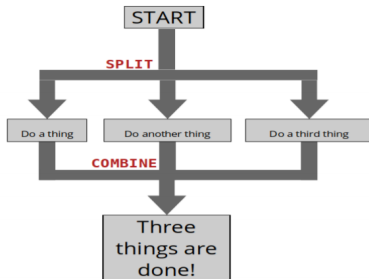 START
SPLIT
Do a thing
Do another thing
Do a third thing
COMBINE
Three
things are
done!